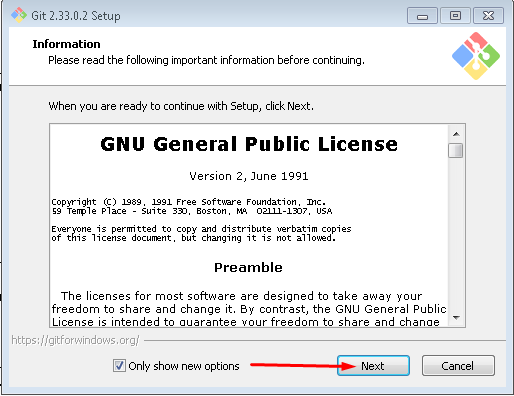 Git 2.33.0.2 Setup
Information
Please read the following important information before continuing.
When you are ready to continue with Setup, click Next.
GNU General Public License
Version 2, June 1991
Copyright (C) 1989, 1991 Free Software Foundation, Inc.
59 Temple Place - Suite 330, Boston, MA  02111-1307, USA
Everyone is permitted to copy and distribute verbatim copies
of this license document, but changing it is not allowed.
Preamble
The licenses for most software are designed to take away your
freedom to share and change it. By contrast, the GNU General Public
License is intended to guarantee your freedom to share and change
https://gitforwindows.org/
Only show new options
Next
Cancel